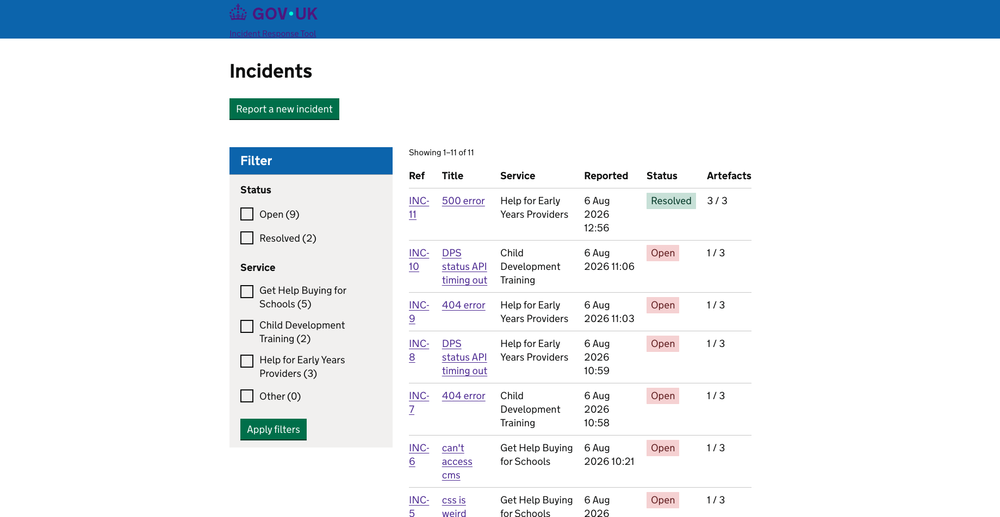 GOV•UK
Incident Response Tool
Incidents
Report a new incident
Filter
Status
Open (9)
Resolved (2)
Service
Get Help Buying for
Schools (5)
Child Development
Training (2)
Help for Early Years
Providers (3)
Other (0)
Apply filters
Showing 1–11 of 11
Ref Title Service Reported Status Artefacts
INC- 500 error Help for Early 6 Aug Resolved 3 / 3
11 Years Providers 2026
12:56
INC- DPS Child 6 Aug Open 1 / 3
10 status API Development 2026 11:06
timing out Training
INC- 404 error Help for Early 6 Aug Open 1 / 3
9 Years Providers 2026 11:03
INC- DPS Help for Early 6 Aug Open 1 / 3
8 status API Years Providers 2026
timing out 10:59
INC- 404 error Child 6 Aug Open 1 / 3
7 Development 2026
Training 10:58
INC- can't Get Help Buying 6 Aug Open 1 / 3
6 access for Schools 2026 10:21
cms
INC- css is Get Help Buying 6 Aug Open 1 / 3
5 weird for Schools 2026